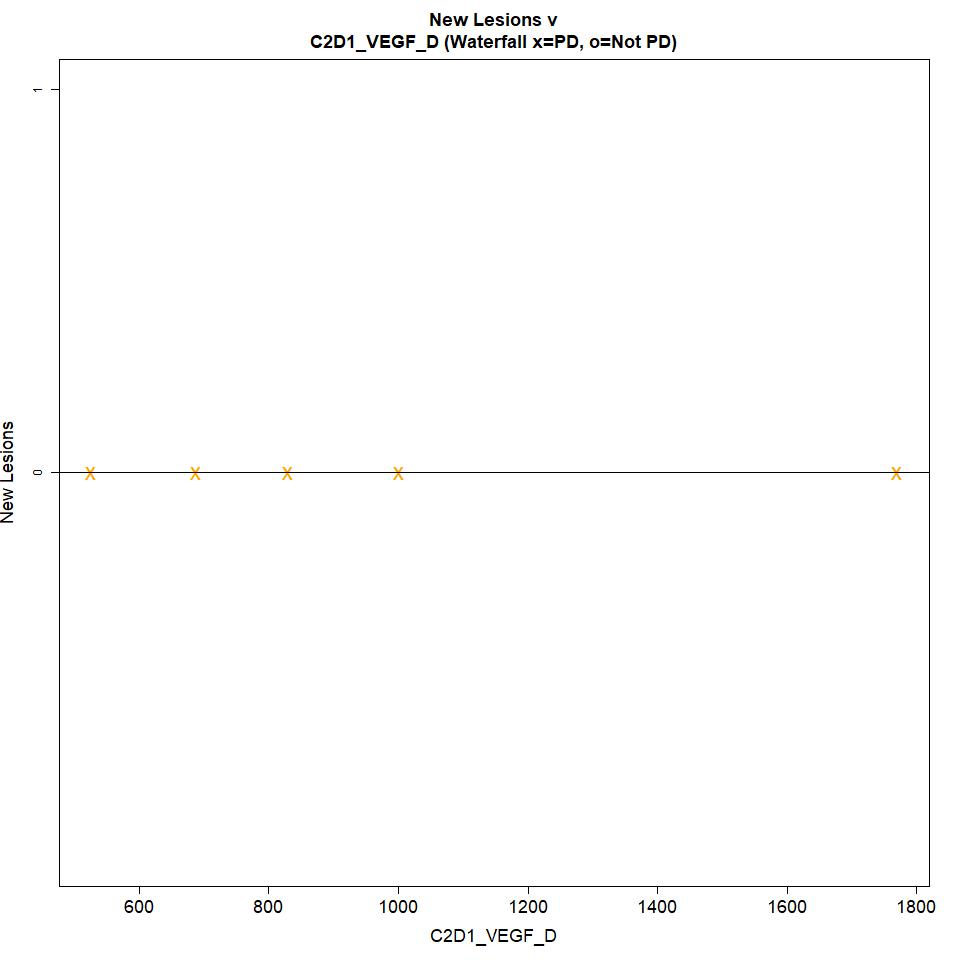 New Lesions v
C2D1_VEGF_D (Waterfall x=PD, o=Not PD)
1
0
New Lesions
x x x x x
600 800 1000 1200 1400 1600 1800
C2D1_VEGF_D